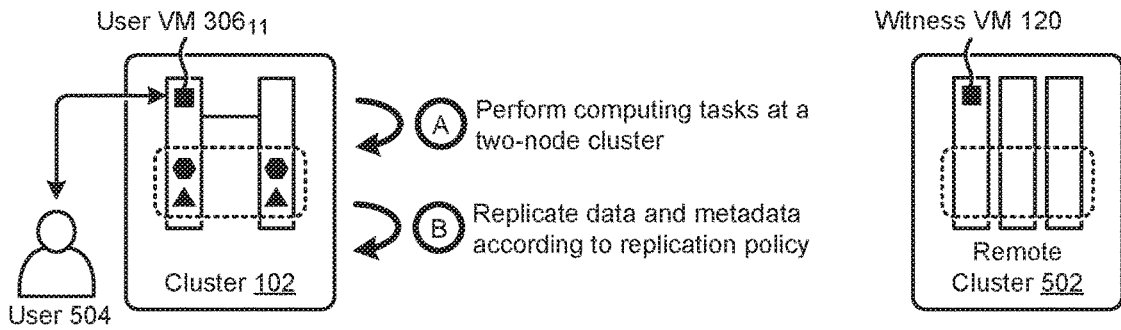 User VM 306₁₁
Witness VM 120
A
Perform computing tasks at a
two-node cluster
B
Replicate data and metadata
according to replication policy
Cluster 102
User 504
Remote
Cluster 502